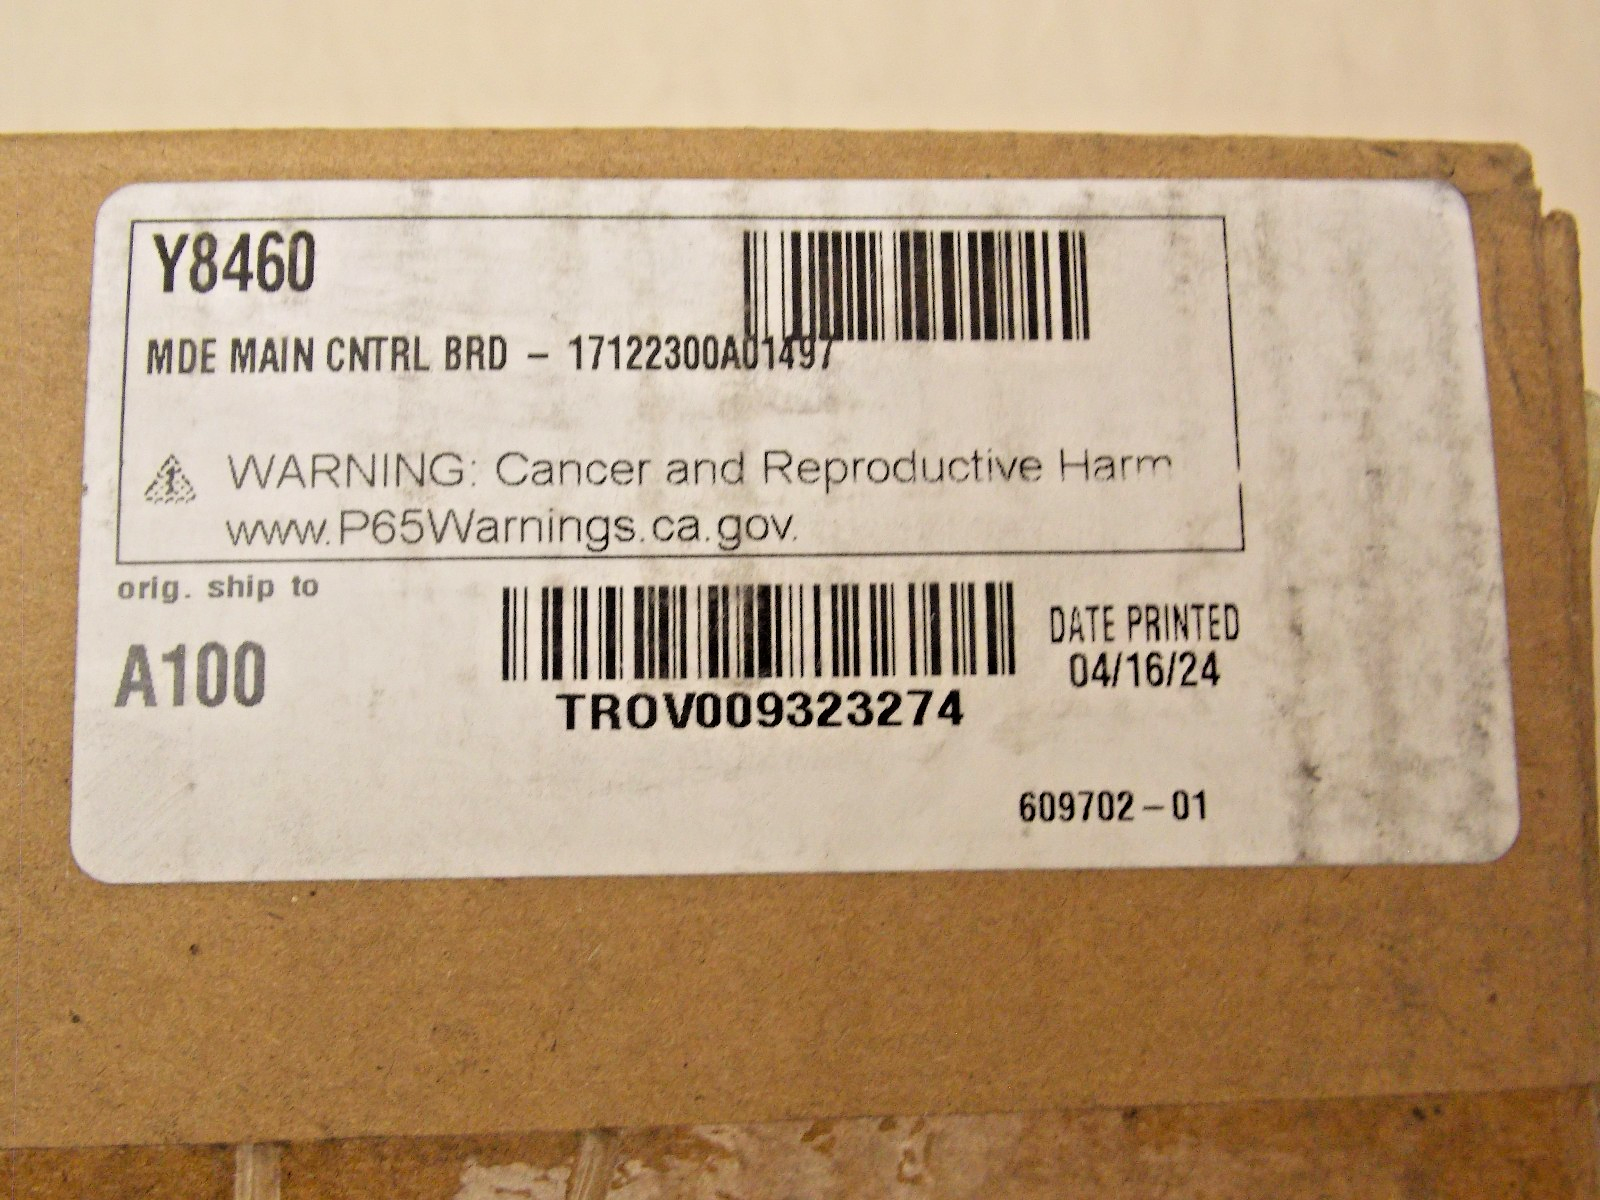 Y8460
MDE MAIN CNTRL BRD - 17122300A01497
WARNING: Cancer and Reproductive Harm
www.P65Warnings.ca.gov.
orig. ship to
A100
TROV009323274
DATE PRINTED
04/16/24
609702-01